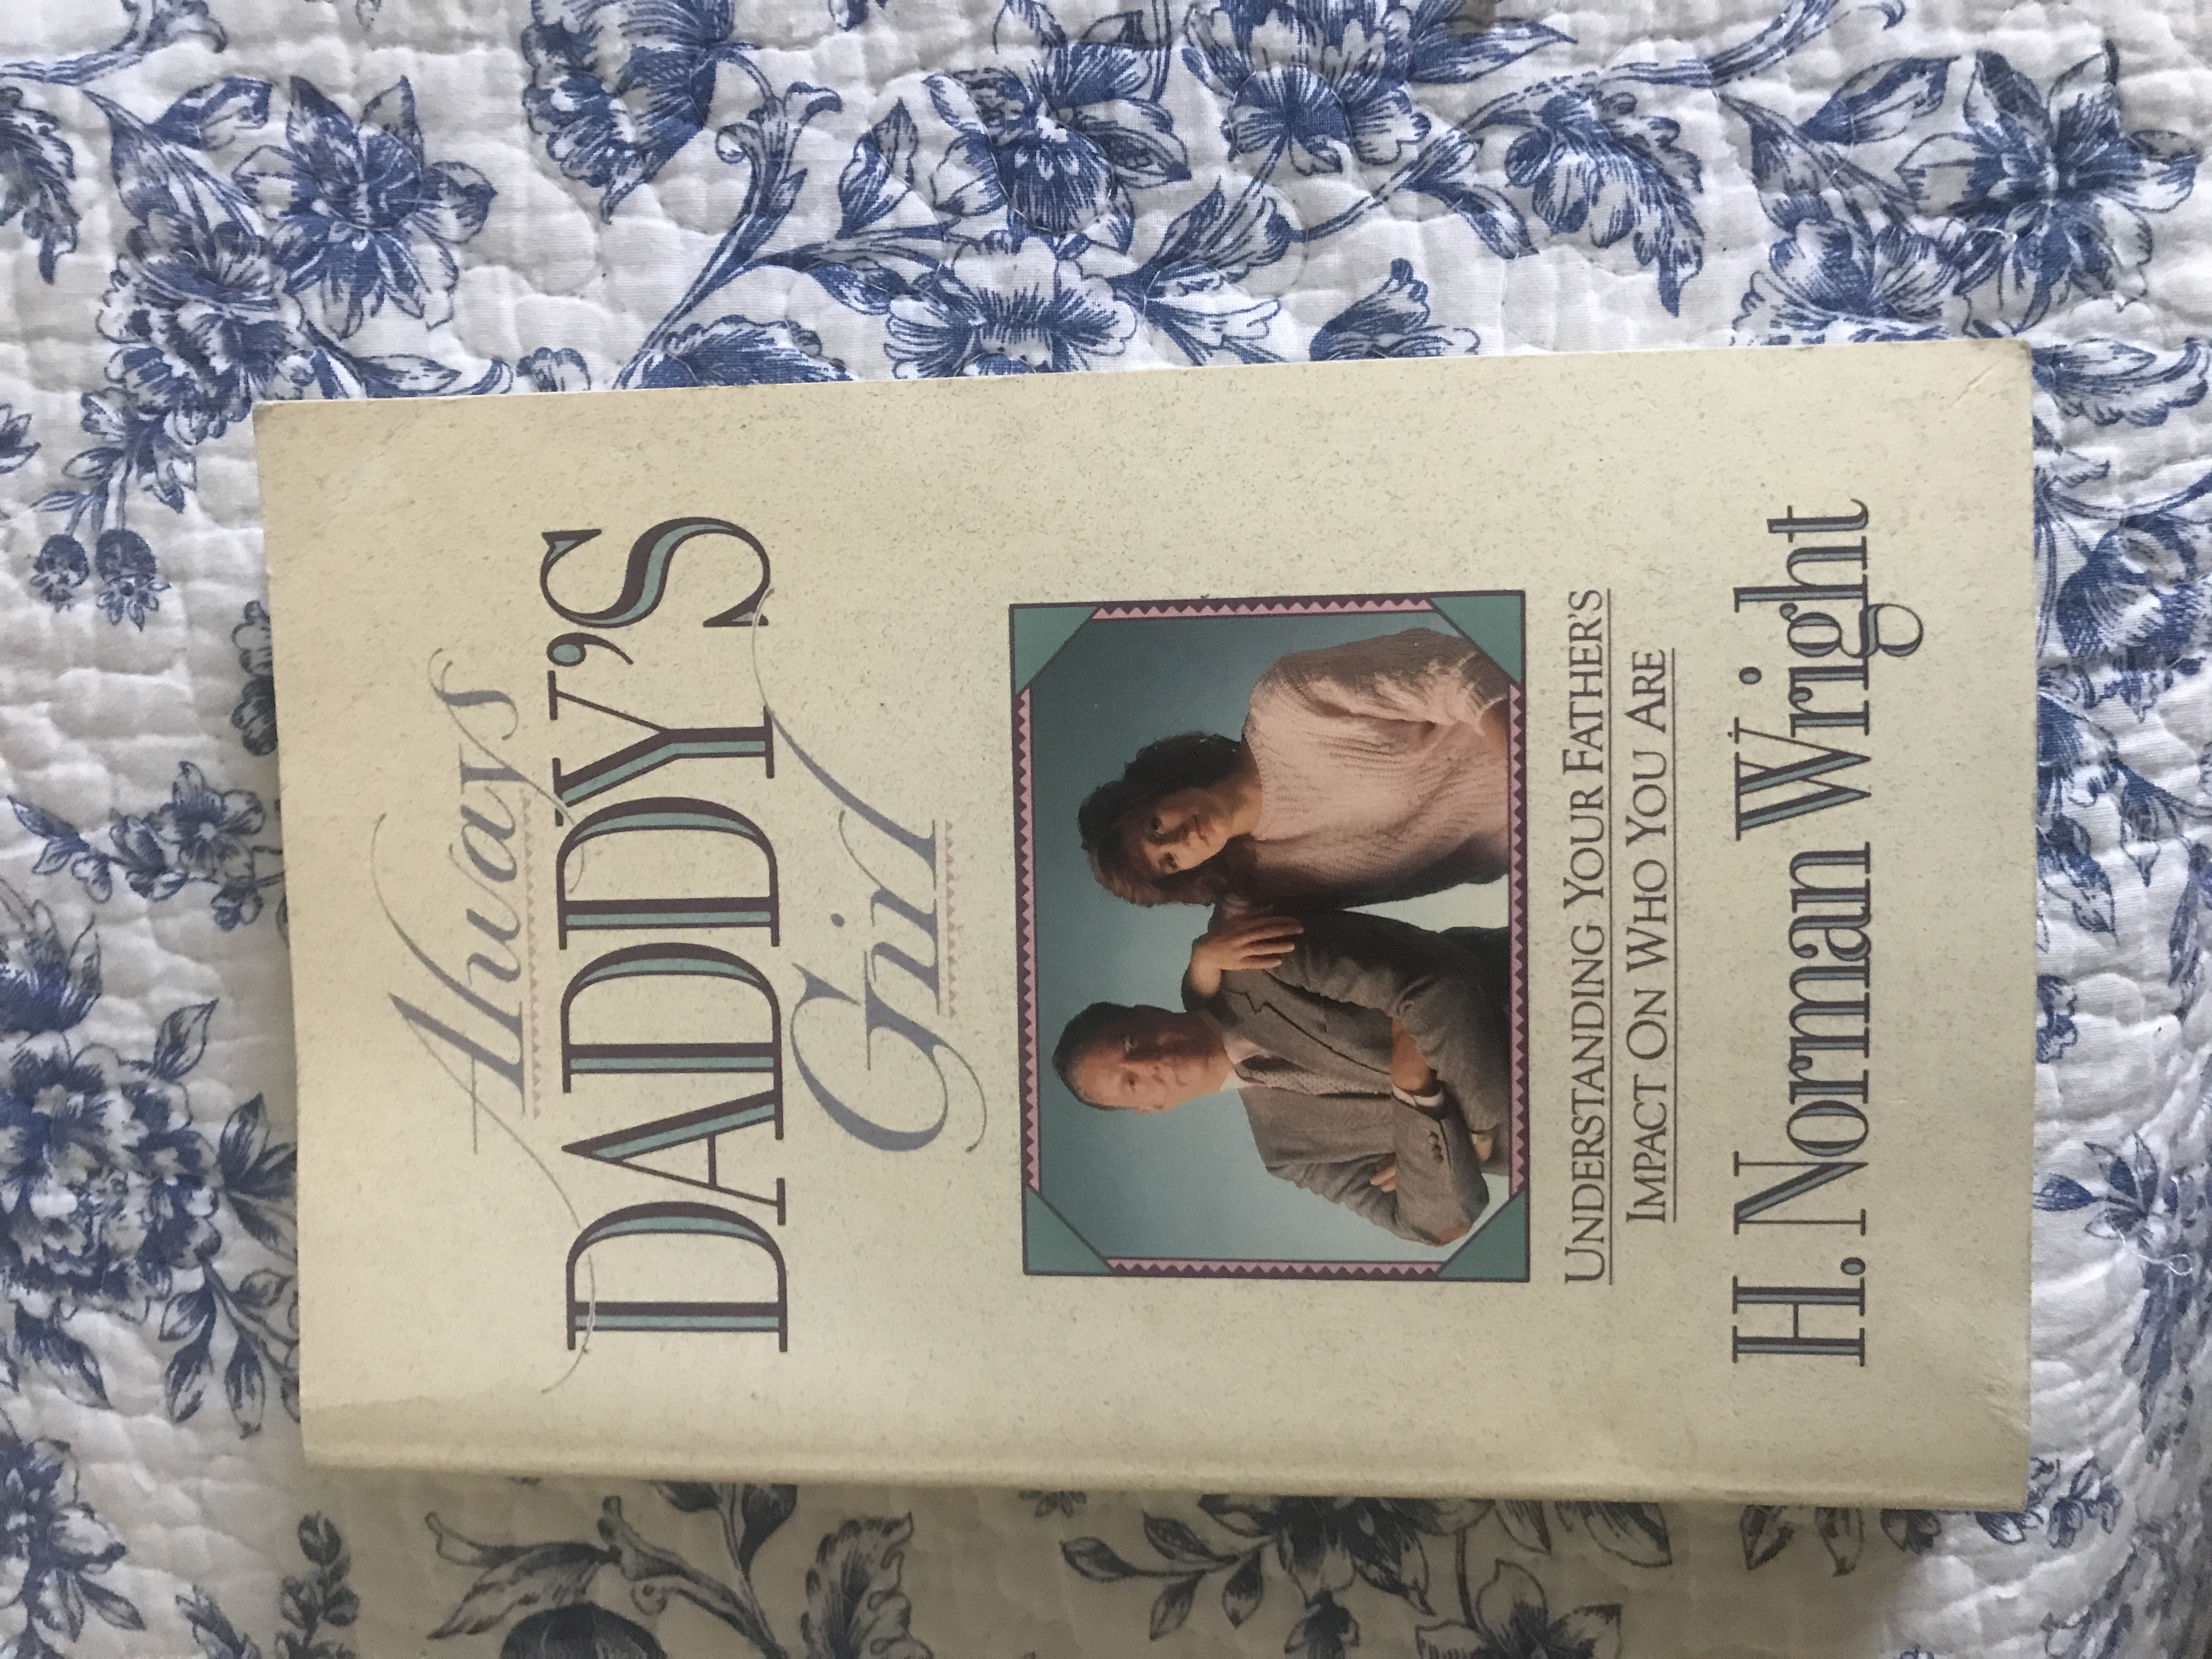 Always
DADDY'S
Girl
UNDERSTANDING YOUR FATHER'S
IMPACT ON WHO YOU ARE
H. Norman Wright